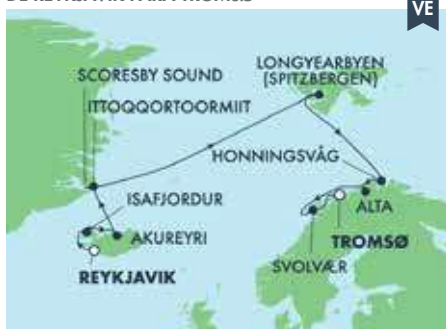 VE
LONGYEARBYEN
(SPITZBERGEN)
SCORESBY SOUND
ITTOQQORTOORMIIT
HONNINGSVÅG
ISAFJORDUR
ALTA
AKUREYRI
TROMSØ
SVOLVÆR
REYKJAVIK